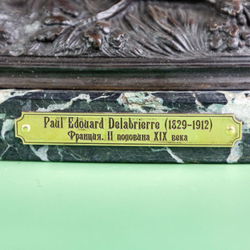 Paul Edouard Delabrierre (1829-1912)
Франция. II половина XIX века